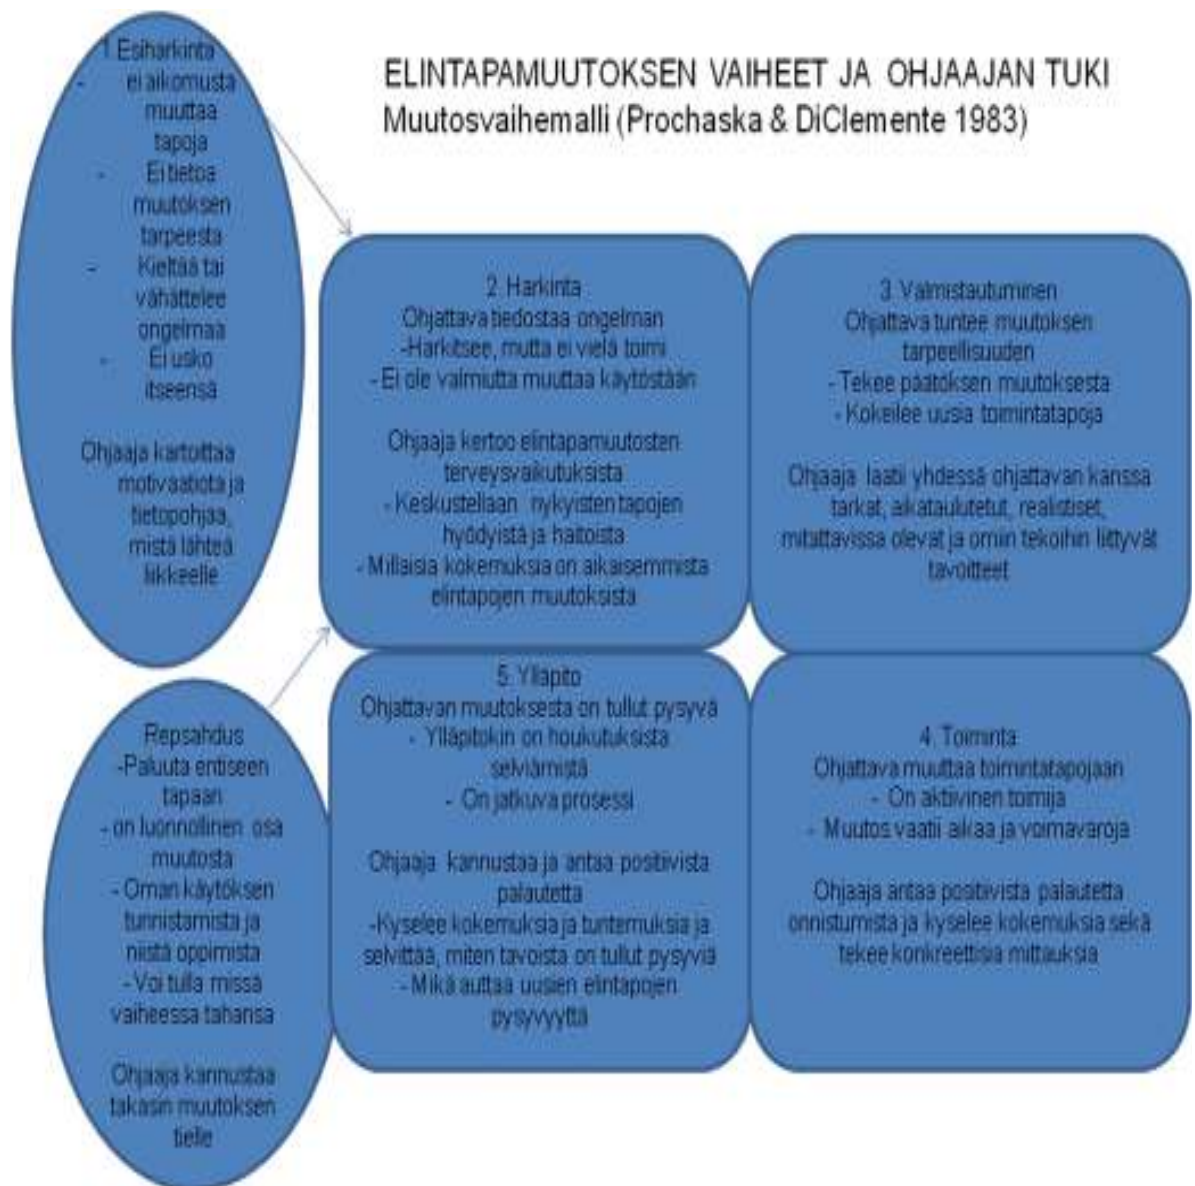 ELINTAPAMUUTOKSEN VAIHEET JA OHJAAJAN TUKI
Muutosvaihemalli (Prochaska & DiClemente 1983)
1 Esiharkinta
- ei aikomusta
muuttaa
tapoja
- Ei tietoa
muutoksen
tarpeesta
- Kieltää tai
vähättelee
ongelmaa
- Ei usko
itseensä
Ohjaaja kartoittaa
motivaatiota ja
tietopohjaa,
mistä lähteä
liikkeelle
2. Harkinta
Ohjattava tiedostaa ongelman
-Harkitsee, mutta ei vielä toimi
- Ei ole valmiutta muuttaa käytöstään
Ohjaaja kertoo elintapamuutosten
terveysvaikutuksista
- Keskustellaan nykyisten tapojen
hyödyistä ja haitoista
- Millaisia kokemuksia on aikaisemmista
elintapojen muutoksista
3. Valmistautuminen
Ohjattava tuntee muutoksen
tarpeellisuuden
- Tekee päätöksen muutoksesta
- Kokeilee uusia toimintatapoja
Ohjaaja laatii yhdessä ohjattavan kanssa
tarkat, aikataulutetut, realistiset,
mitattavissa olevat ja omiin tekoihin liittyvät
tavoitteet
4. Toiminta
Ohjattava muuttaa toimintatapojaan
- On aktiivinen toimija
- Muutos vaatii aikaa ja voimavaroja
Ohjaaja antaa positiivista palautetta
onnistumista ja kyselee kokemuksia sekä
tekee konkreettisia mittauksia
5. Ylläpito
Ohjattavan muutoksesta on tullut pysyvä
- Ylläpitokin on houkutuksista
selviämistä
- On jatkuva prosessi
Ohjaaja kannustaa ja antaa positiivista
palautetta
-Kyselee kokemuksia ja tuntemuksia ja
selvittää, miten tavoista on tullut pysyviä
- Mikä auttaa uusien elintapojen
pysyvyyttä
Repsahdus
-Paluuta entiseen
tapaan
- on luonnollinen osa
muutosta
- Oman käytöksen
tunnistamista ja
niistä oppimista
- Voi tulla missä
vaiheessa tahansa
Ohjaaja kannustaa
takasin muutoksen
tielle